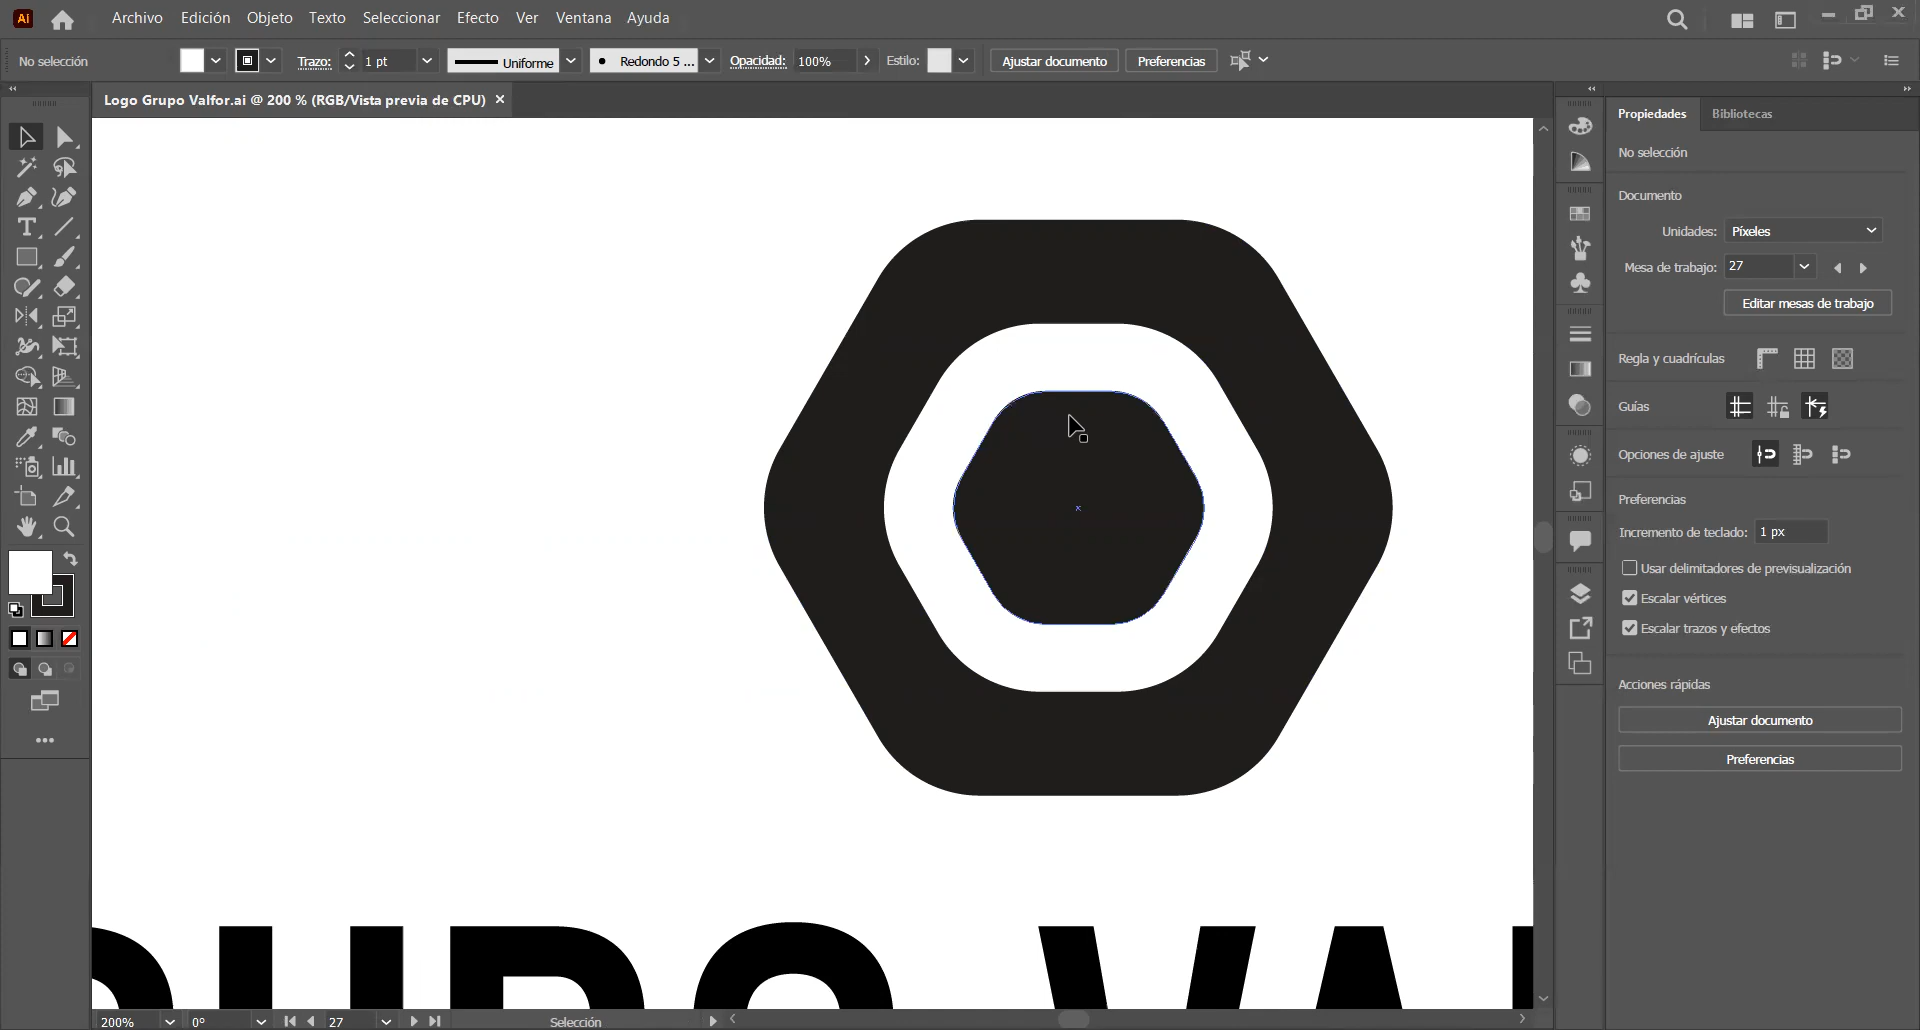 Ai Archivo Edición Objeto Texto Seleccionar Efecto Ver Ventana Ayuda
No selección Trazo: 1 pt Uniforme Redondo 5 ... Opacidad: 100% Estilo: Ajustar documento Preferencias
Logo Grupo Valfor.ai @ 200 % (RGB/Vista previa de CPU)
Propiedades Bibliotecas
No selección
Documento
Unidades: Píxeles
Mesa de trabajo: 27
Editar mesas de trabajo
Regla y cuadrículas
Guías
Opciones de ajuste
Preferencias
Incremento de teclado: 1 px
Usar delimitadores de previsualización
Escalar vértices
Escalar trazos y efectos
Acciones rápidas
Ajustar documento
Preferencias
200% 0° 27 Selección